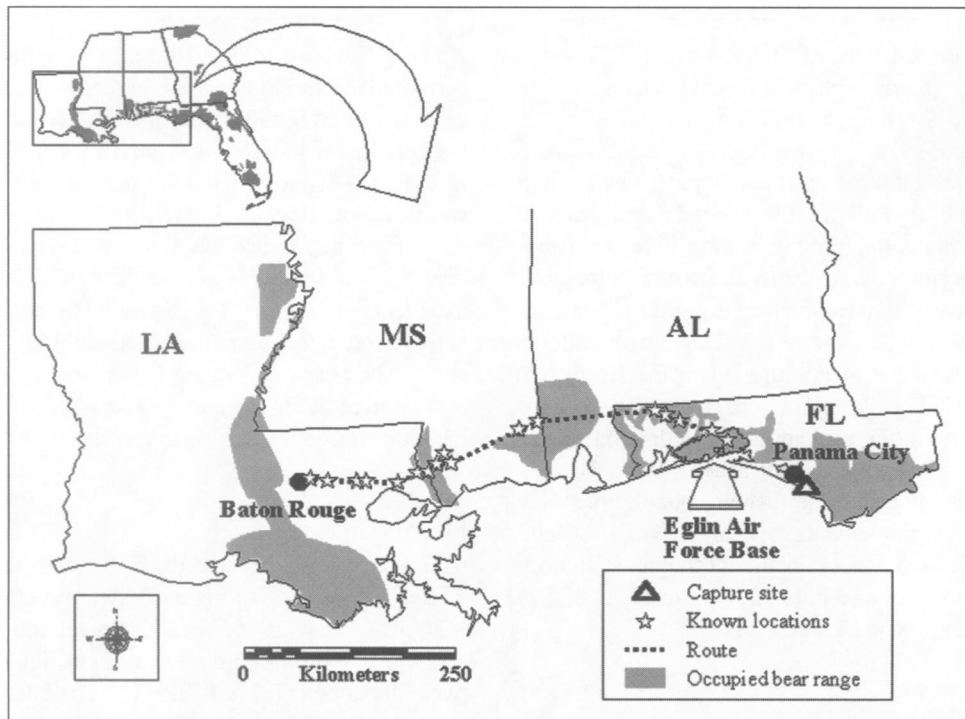 LA
MS
AL
FL
Panama City
Baton Rouge
Eglin Air
Force Base
0
Kilometers
250
Capture site
Known locations
Route
Occupied bear range